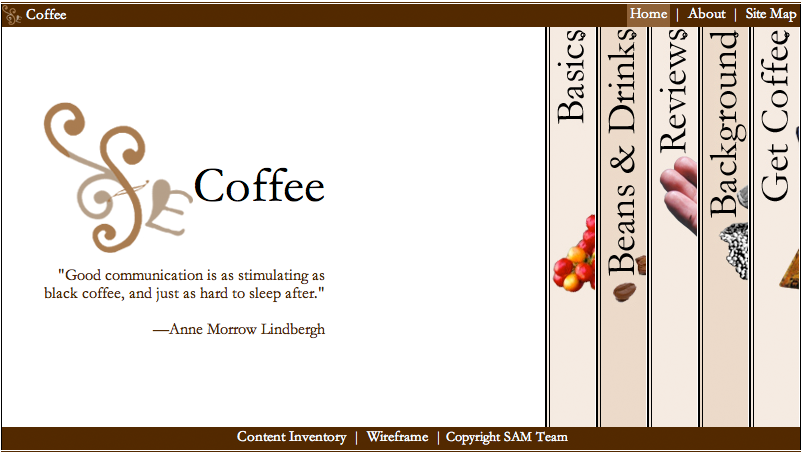 Coffee
Home | About | Site Map
Coffee
"Good communication is as stimulating as
black coffee, and just as hard to sleep after."
—Anne Morrow Lindbergh
Basics
Beans & Drinks
Reviews
Background
Get Coffee
Content Inventory | Wireframe | Copyright SAM Team